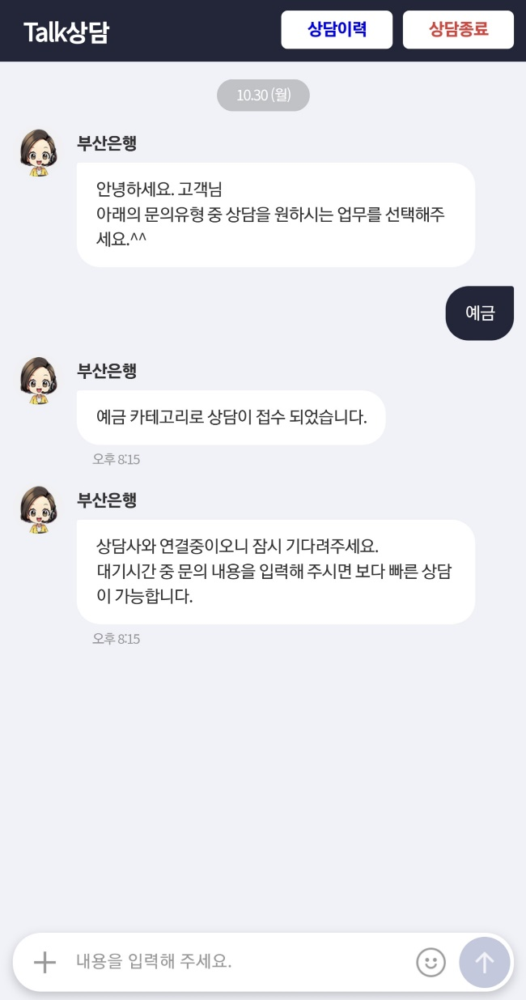 Talk상담
상담이력
상담종료
10.30 (월)
부산은행
안녕하세요. 고객님
아래의 문의유형 중 상담을 원하시는 업무를 선택해주
세요.^^
예금
부산은행
예금 카테고리로 상담이 접수 되었습니다.
오후 8:15
부산은행
상담사와 연결중이오니 잠시 기다려주세요.
대기시간 중 문의 내용을 입력해 주시면 보다 빠른 상담
이 가능합니다.
오후 8:15
내용을 입력해 주세요.